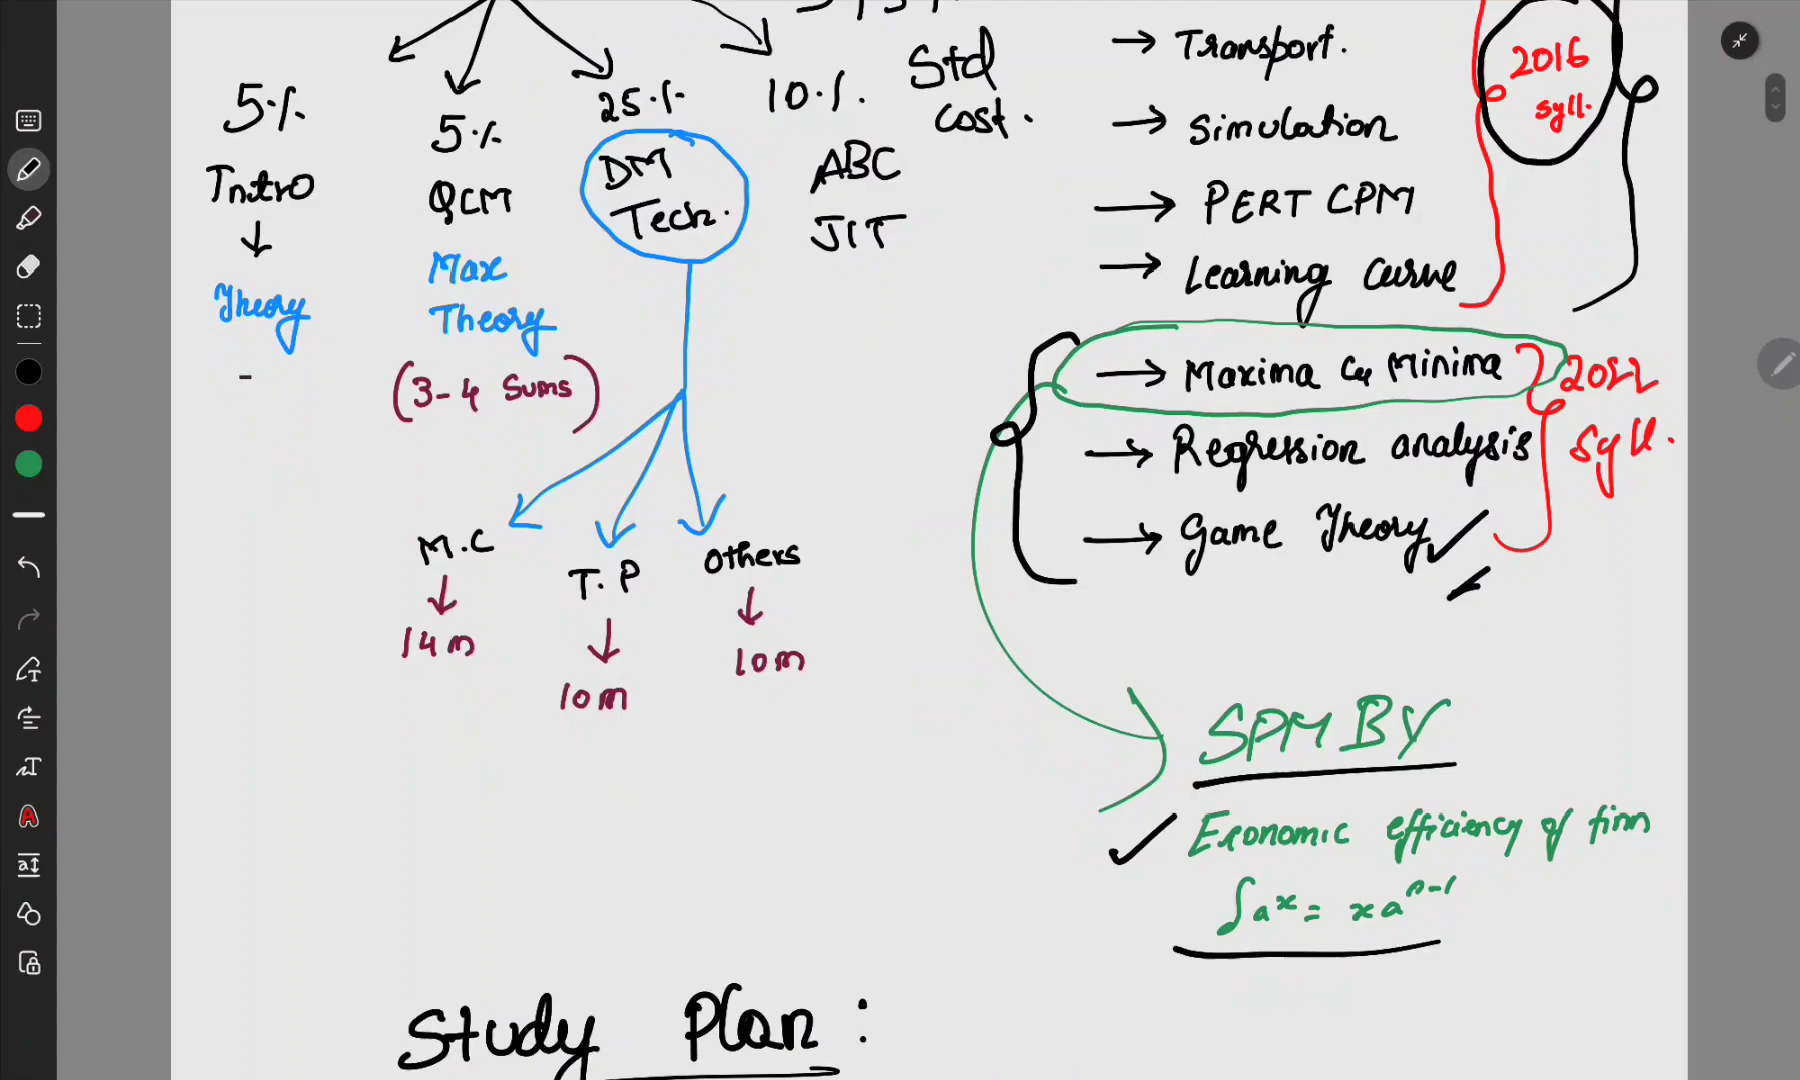 5%
Intro
Theory
5%
QCM
Max
Theory
(3-4 Sums)
25%
DM
Tech.
M.C
14m
T.P
10m
Others
10m
10%.
ABC
JIT
Std
cost.
→ Transport.
→ Simulation
→ PERT CPM
→ Learning Curve
2016
syll.
→ Maxima & Minima
→ Regression analysis
→ Game Theory
2022
syll.
SPM BV
Economic efficiency of firm
∫a^x = xa^n-1
Study Plan: